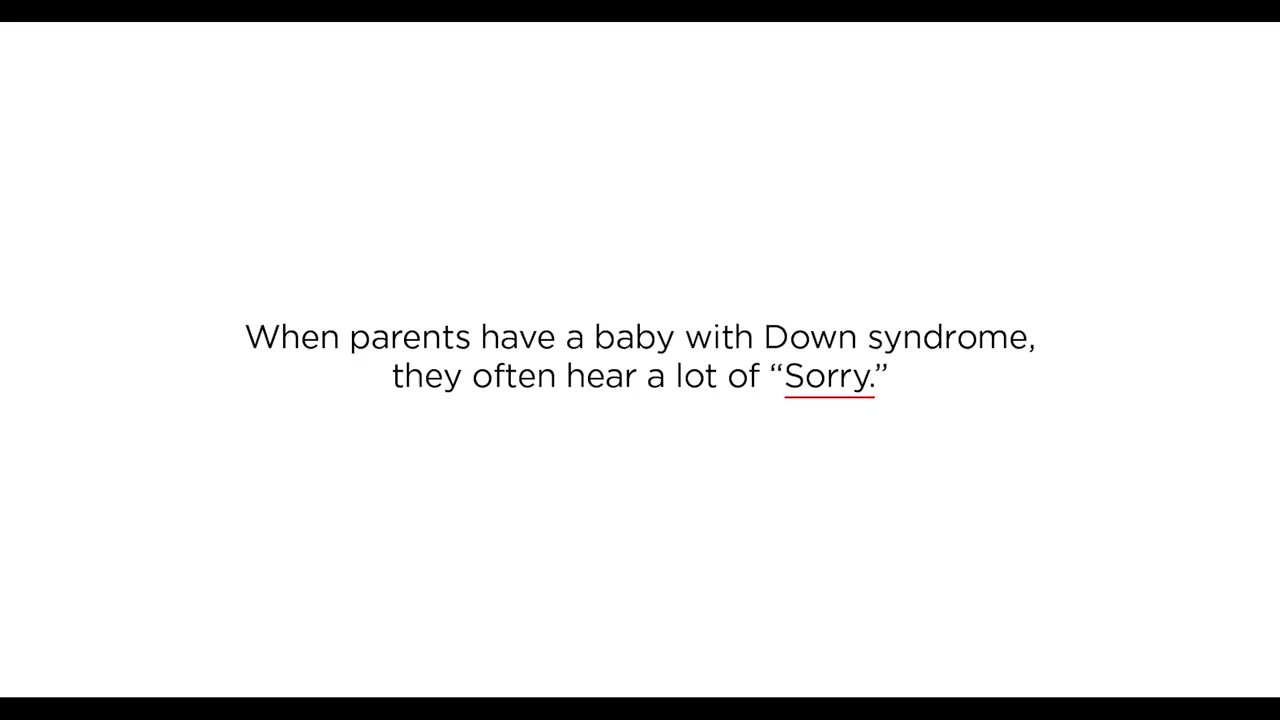 When parents have a baby with Down syndrome,
they often hear a lot of “Sorry.”